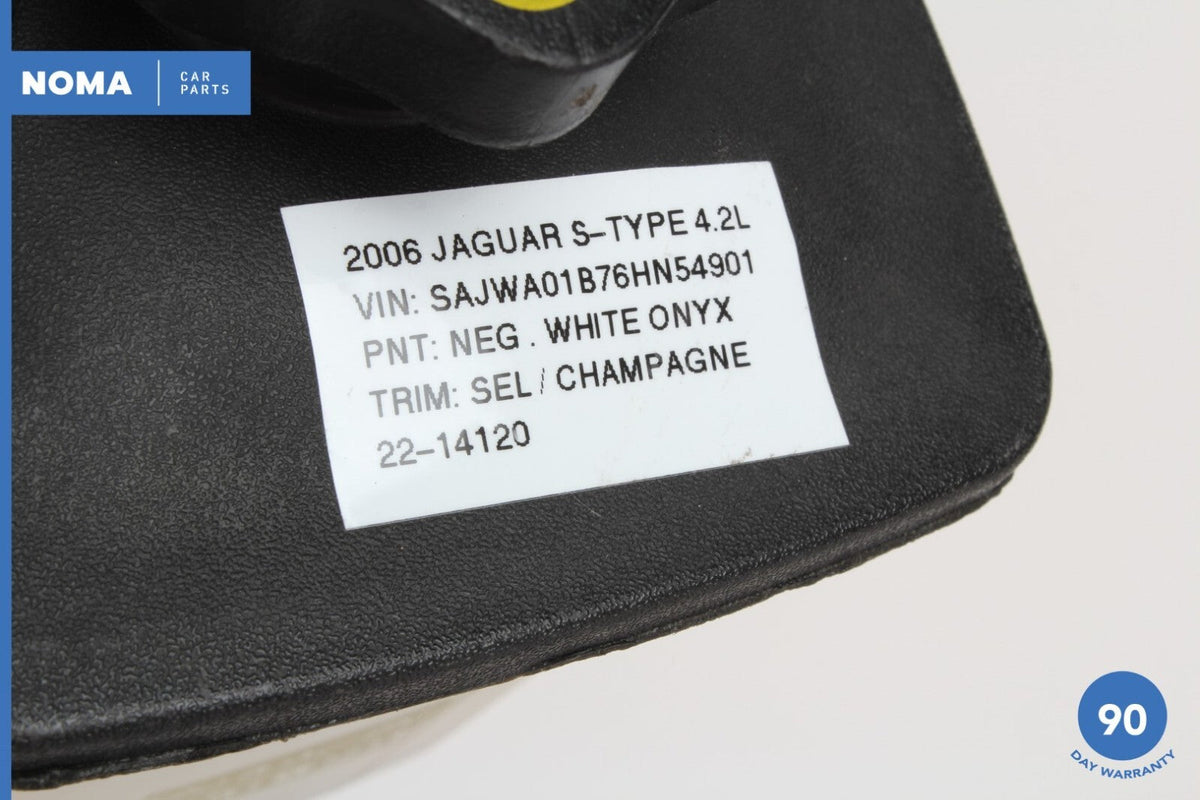 NOMA
CAR
PARTS
2006 JAGUAR S-TYPE 4.2L
VIN: SAJWA01B76HN54901
PNT: NEG . WHITE ONYX
TRIM: SEL / CHAMPAGNE
22-14120
90
DAY WARRANTY